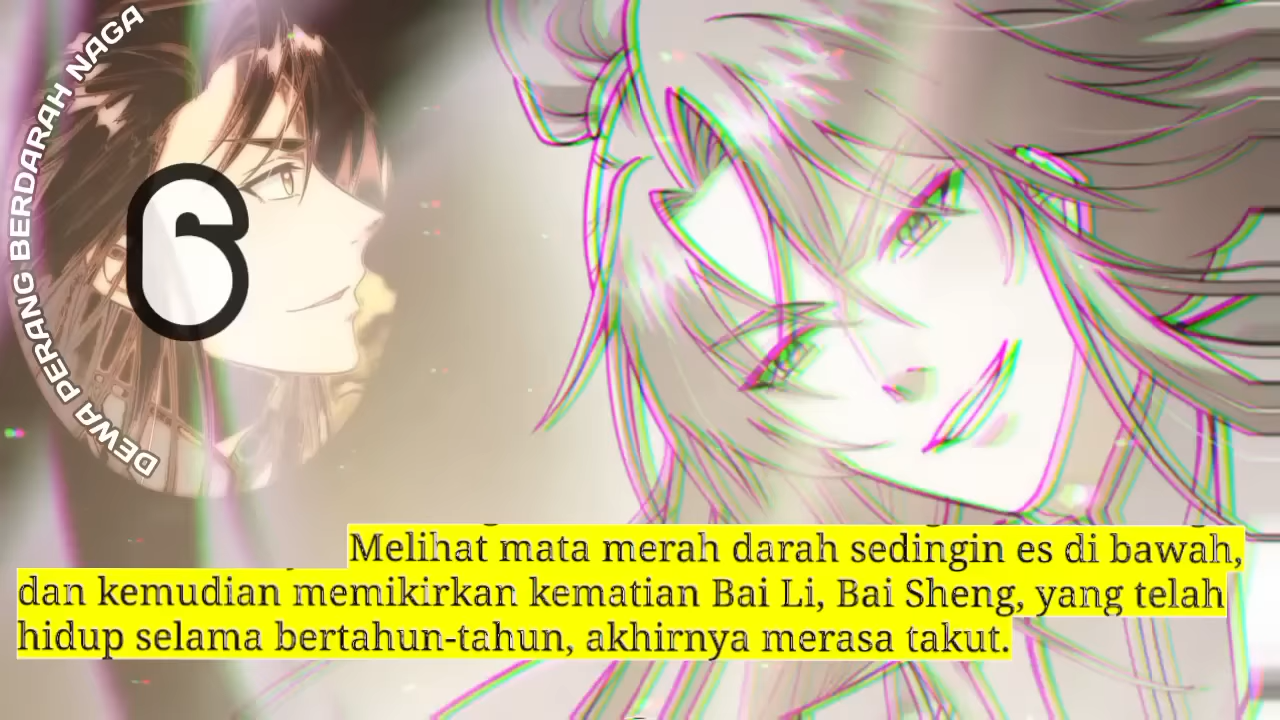 DEWA PERANG BERDARAH NAGA
6
Melihat mata merah darah sedingin es di bawah,
dan kemudian memikirkan kematian Bai Li, Bai Sheng, yang telah
hidup selama bertahun-tahun, akhirnya merasa takut.